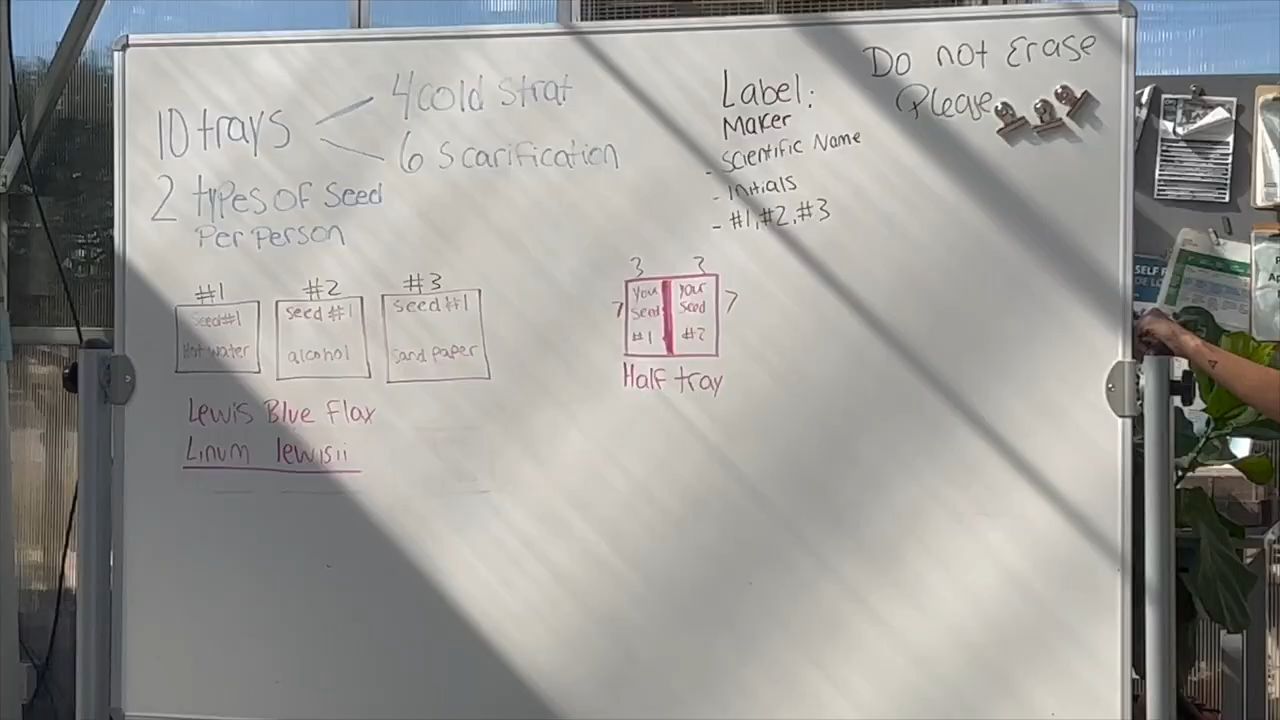 10 trays
4 cold strat
6 scarification
2 types of seed
Per person
#1
seed #1
Hot water
#2
seed #1
alcohol
#3
seed #1
sand paper
Lewis Blue Flax
Linum lewisii
3 3
7 your seed #1
your seed #2 7
Half tray
Label:
Maker
- Scientific Name
- initials
- #1, #2, #3
Do not Erase
Please
SELF